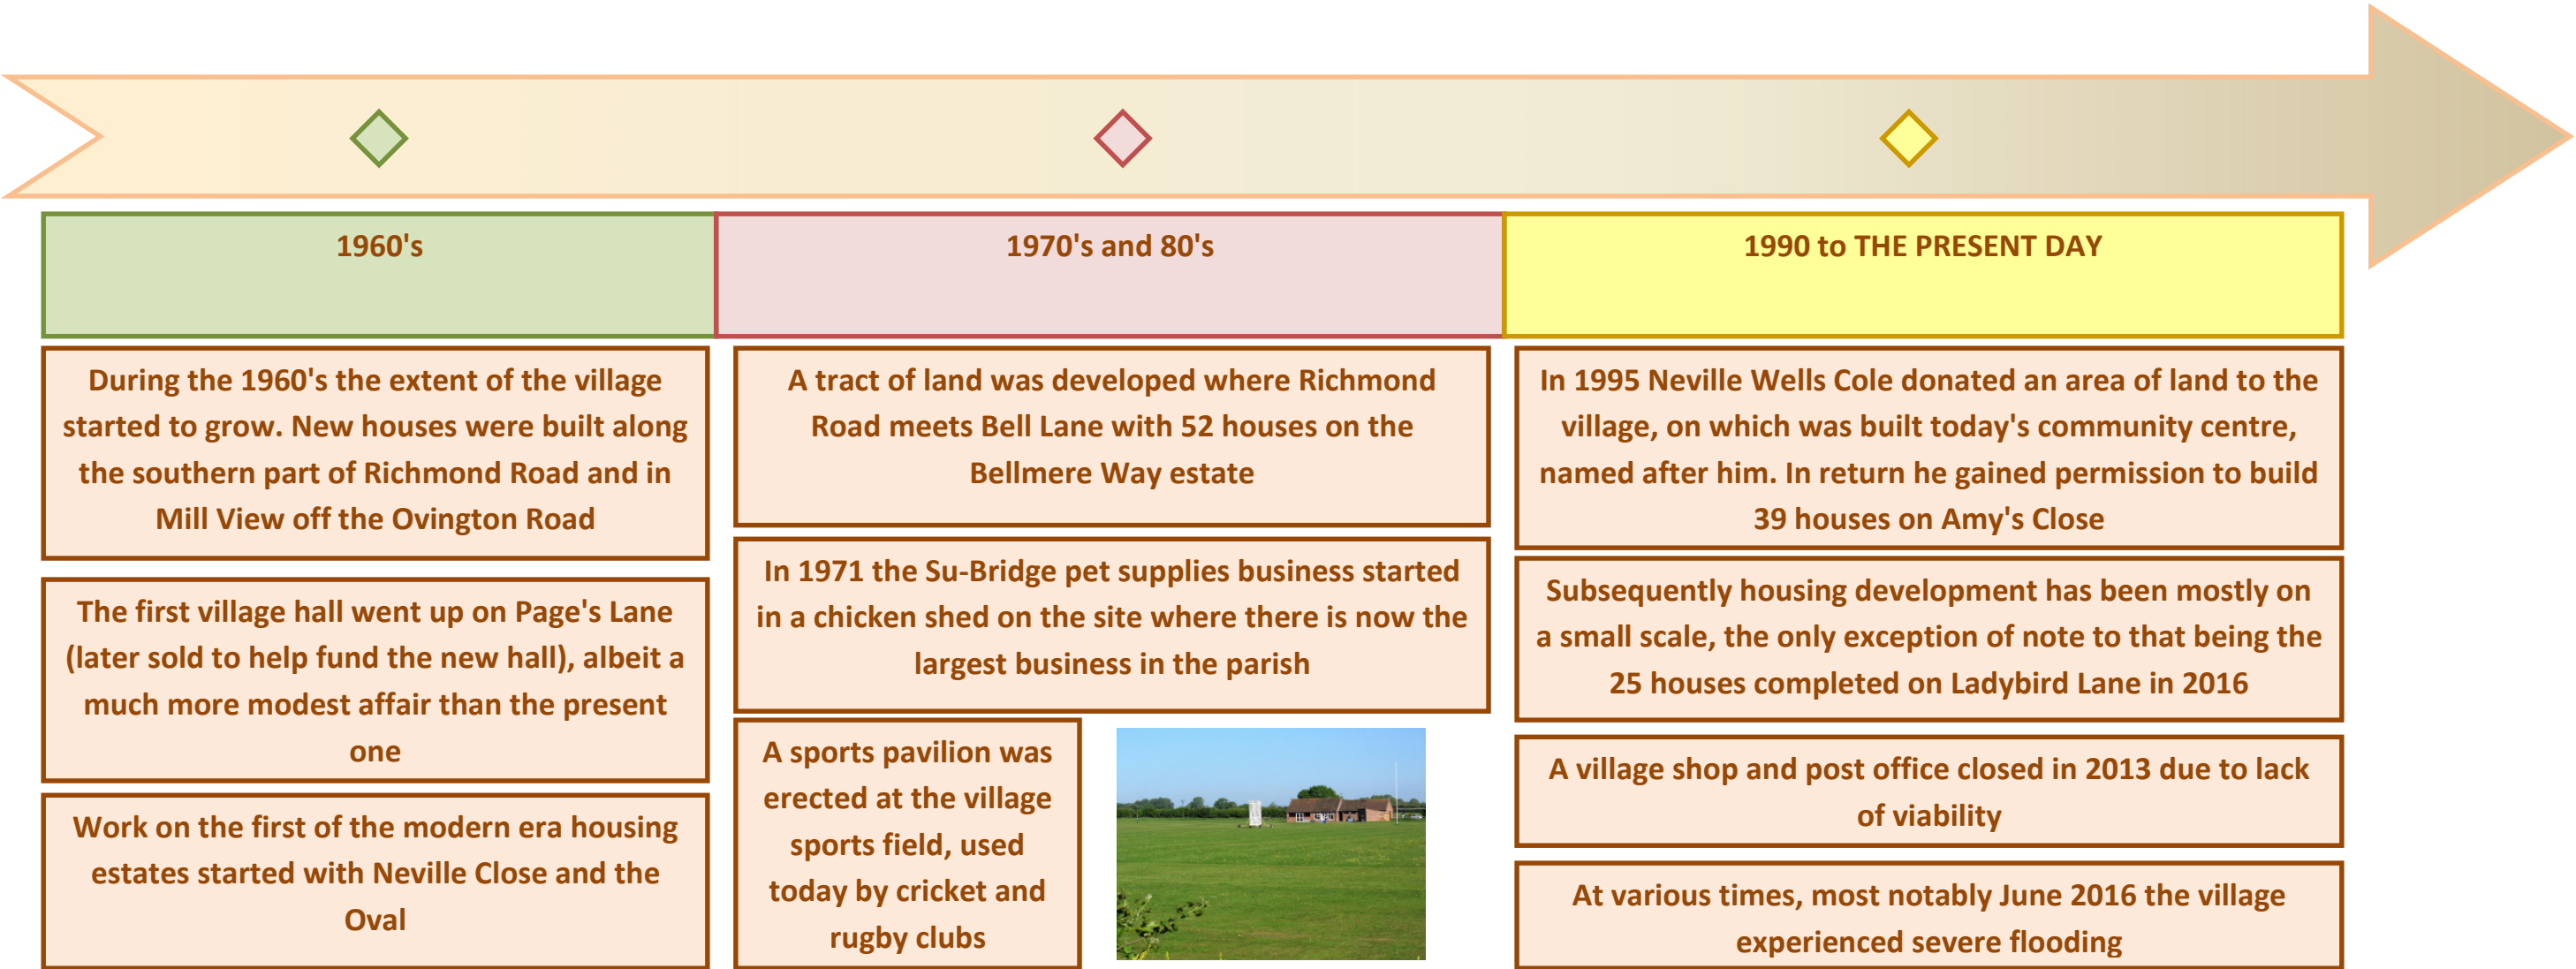 1960's
During the 1960's the extent of the village
started to grow. New houses were built along
the southern part of Richmond Road and in
Mill View off the Ovington Road
The first village hall went up on Page's Lane
(later sold to help fund the new hall), albeit a
much more modest affair than the present
one
Work on the first of the modern era housing
estates started with Neville Close and the
Oval
1970's and 80's
A tract of land was developed where Richmond
Road meets Bell Lane with 52 houses on the
Bellmere Way estate
In 1971 the Su-Bridge pet supplies business started
in a chicken shed on the site where there is now the
largest business in the parish
A sports pavilion was
erected at the village
sports field, used
today by cricket and
rugby clubs
1990 to THE PRESENT DAY
In 1995 Neville Wells Cole donated an area of land to the
village, on which was built today's community centre,
named after him. In return he gained permission to build
39 houses on Amy's Close
Subsequently housing development has been mostly on
a small scale, the only exception of note to that being the
25 houses completed on Ladybird Lane in 2016
A village shop and post office closed in 2013 due to lack
of viability
At various times, most notably June 2016 the village
experienced severe flooding